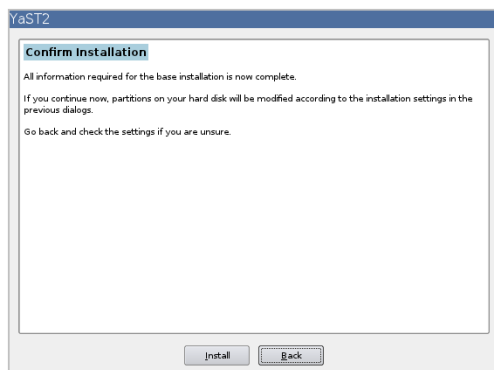 YaST2
Confirm Installation
All information required for the base installation is now complete.
If you continue now, partitions on your hard disk will be modified according to the installation settings in the
previous dialogs.
Go back and check the settings if you are unsure.
Install Back